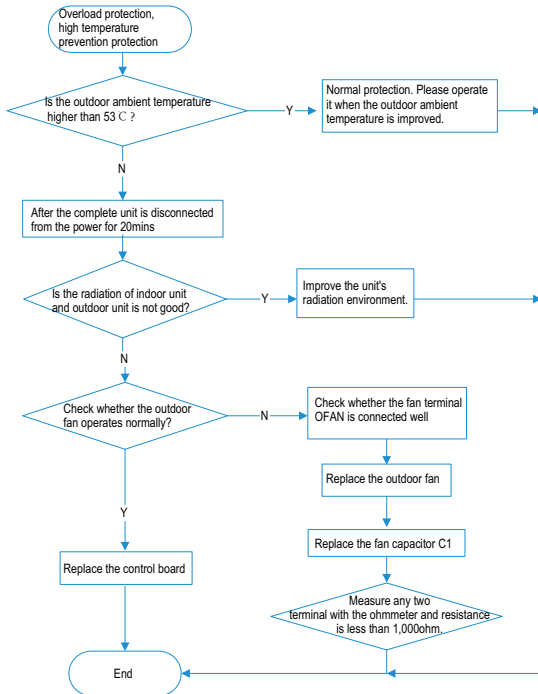 Overload protection,
high temperature
prevention protection
Is the outdoor ambient temperature
higher than 53 C ?
Y
Normal protection. Please operate
it when the outdoor ambient
temperature is improved.
N
After the complete unit is disconnected
from the power for 20mins
Is the radiation of indoor unit
and outdoor unit is not good?
Y
Improve the unit's
radiation environment.
N
Check whether the outdoor
fan operates normally?
N
Check whether the fan terminal
OFAN is connected well
Replace the outdoor fan
Y
Replace the fan capacitor C1
Replace the control board
Measure any two
terminal with the ohmmeter and resistance
is less than 1,000ohm.
End